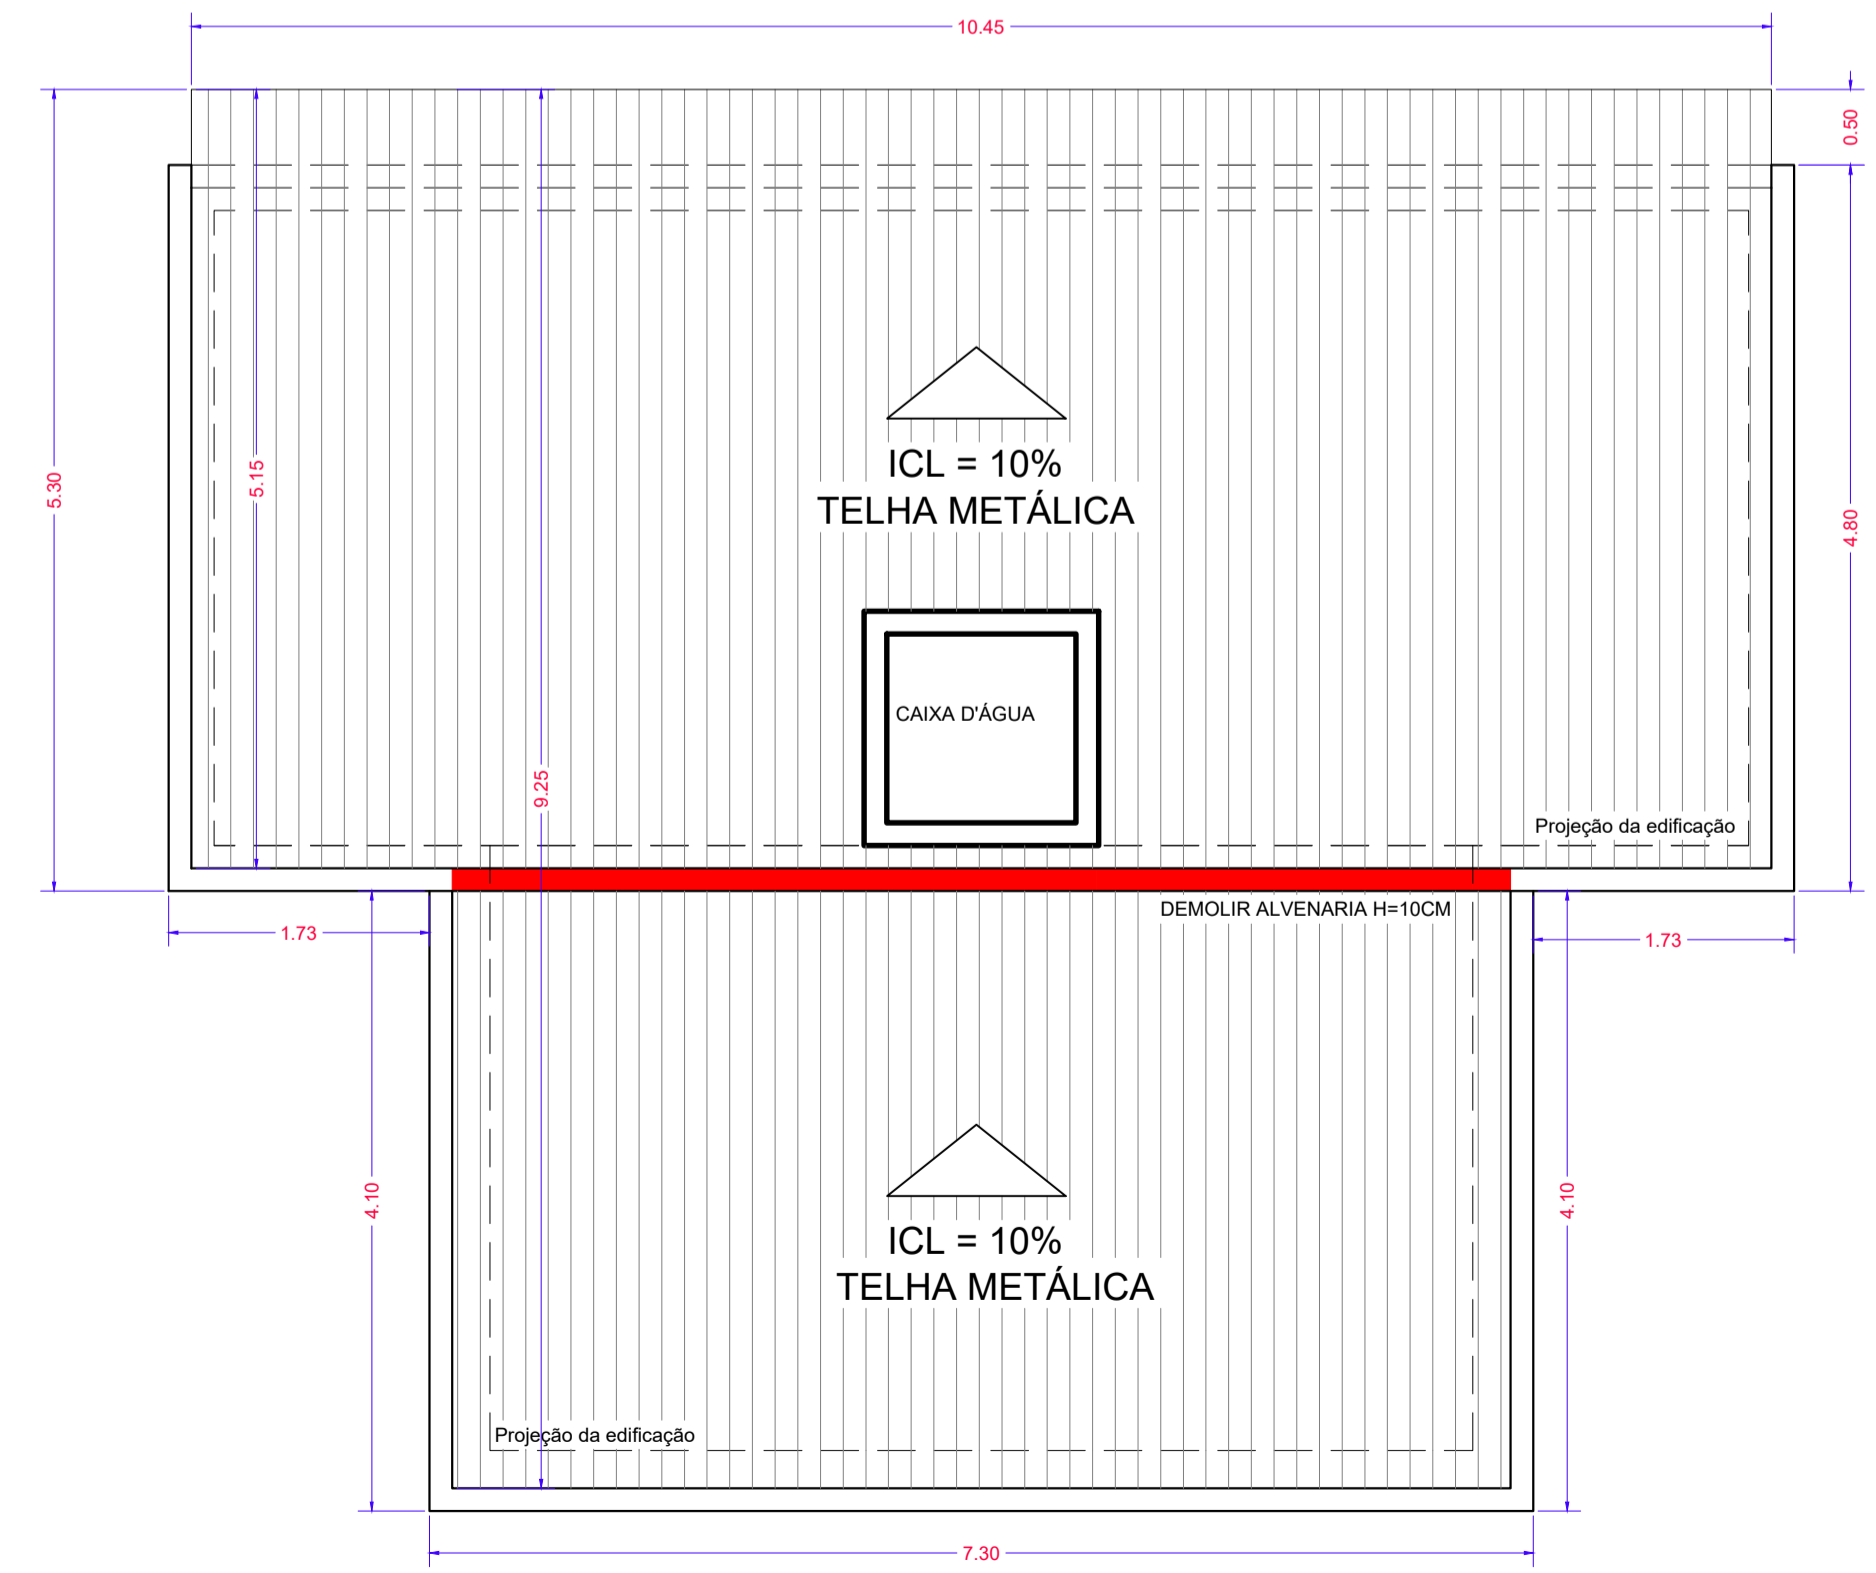 10.45
0.50
5.30
5.15
4.80
ICL = 10%
TELHA METÁLICA
CAIXA D'ÁGUA
9.25
Projeção da edificação
DEMOLIR ALVENARIA H=10CM
1.73
1.73
4.10
4.10
ICL = 10%
TELHA METÁLICA
Projeção da edificação
7.30